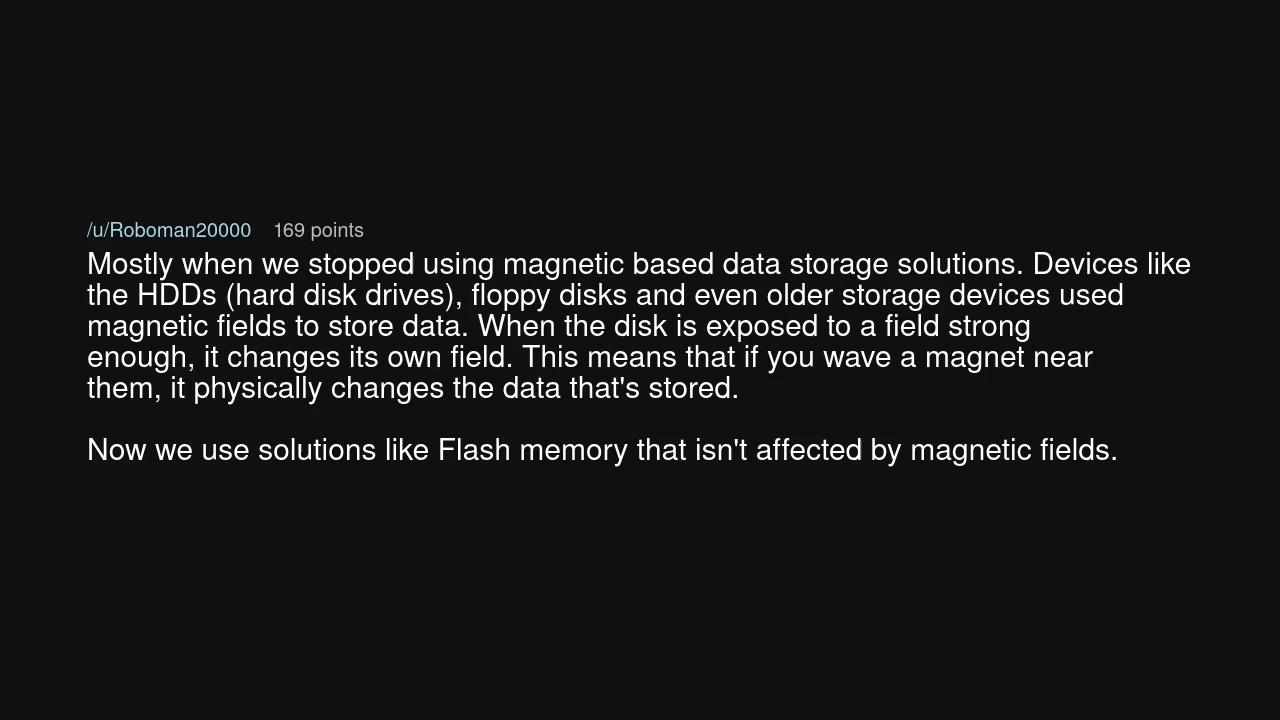 /u/Roboman20000 169 points
Mostly when we stopped using magnetic based data storage solutions. Devices like
the HDDs (hard disk drives), floppy disks and even older storage devices used
magnetic fields to store data. When the disk is exposed to a field strong
enough, it changes its own field. This means that if you wave a magnet near
them, it physically changes the data that's stored.
Now we use solutions like Flash memory that isn't affected by magnetic fields.